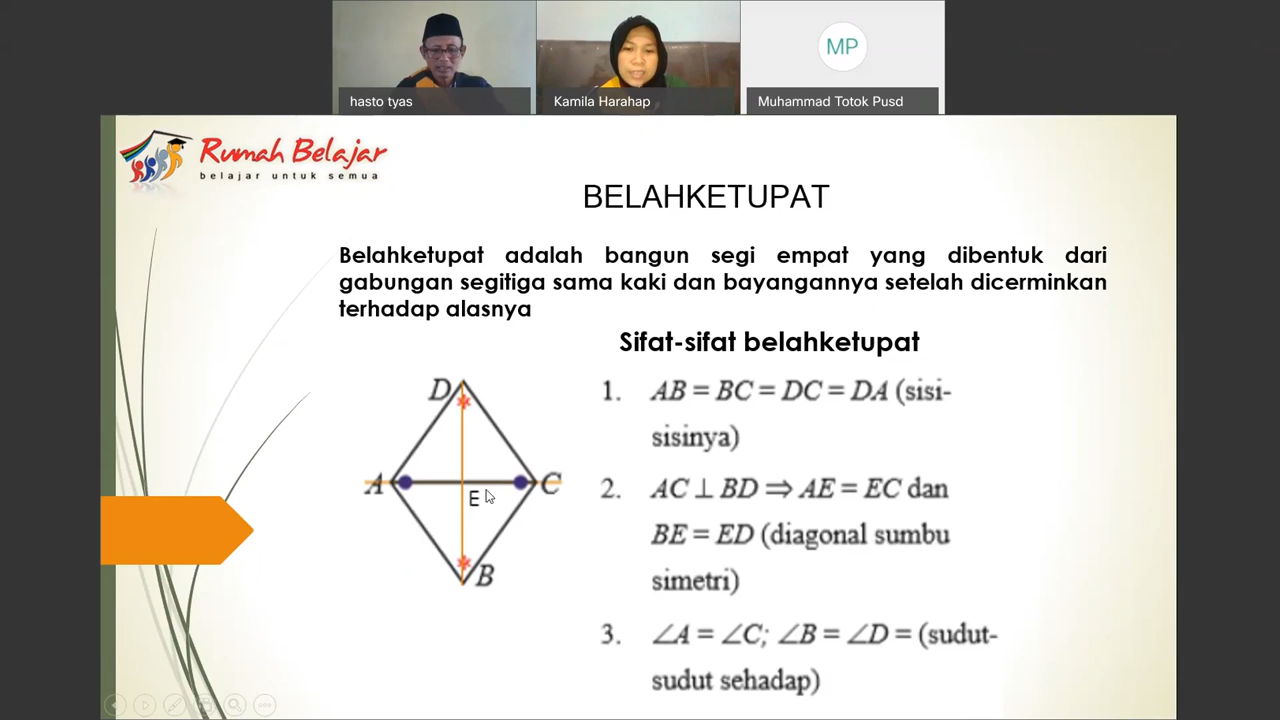 MP
hasto tyas
Kamila Harahap
Muhammad Totok Pusd
Rumah Belajar
belajar untuk semua
BELAHKETUPAT
Belahketupat adalah bangun segi empat yang dibentuk dari
gabungan segitiga sama kaki dan bayangannya setelah dicerminkan
terhadap alasnya
Sifat-sifat belahketupat
D
A
C
E
B
1. AB = BC = DC = DA (sisi-
sisinya)
2. AC ⊥ BD ⇒ AE = EC dan
BE = ED (diagonal sumbu
simetri)
3. ∠A = ∠C; ∠B = ∠D = (sudut-
sudut sehadap)